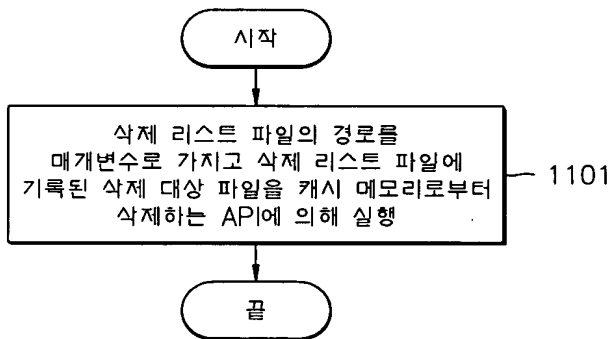 시작
삭제 리스트 파일의 경로를
매개변수로 가지고 삭제 리스트 파일에
기록된 삭제 대상 파일을 캐시 메모리로부터
삭제하는 API에 의해 실행
1101
끝